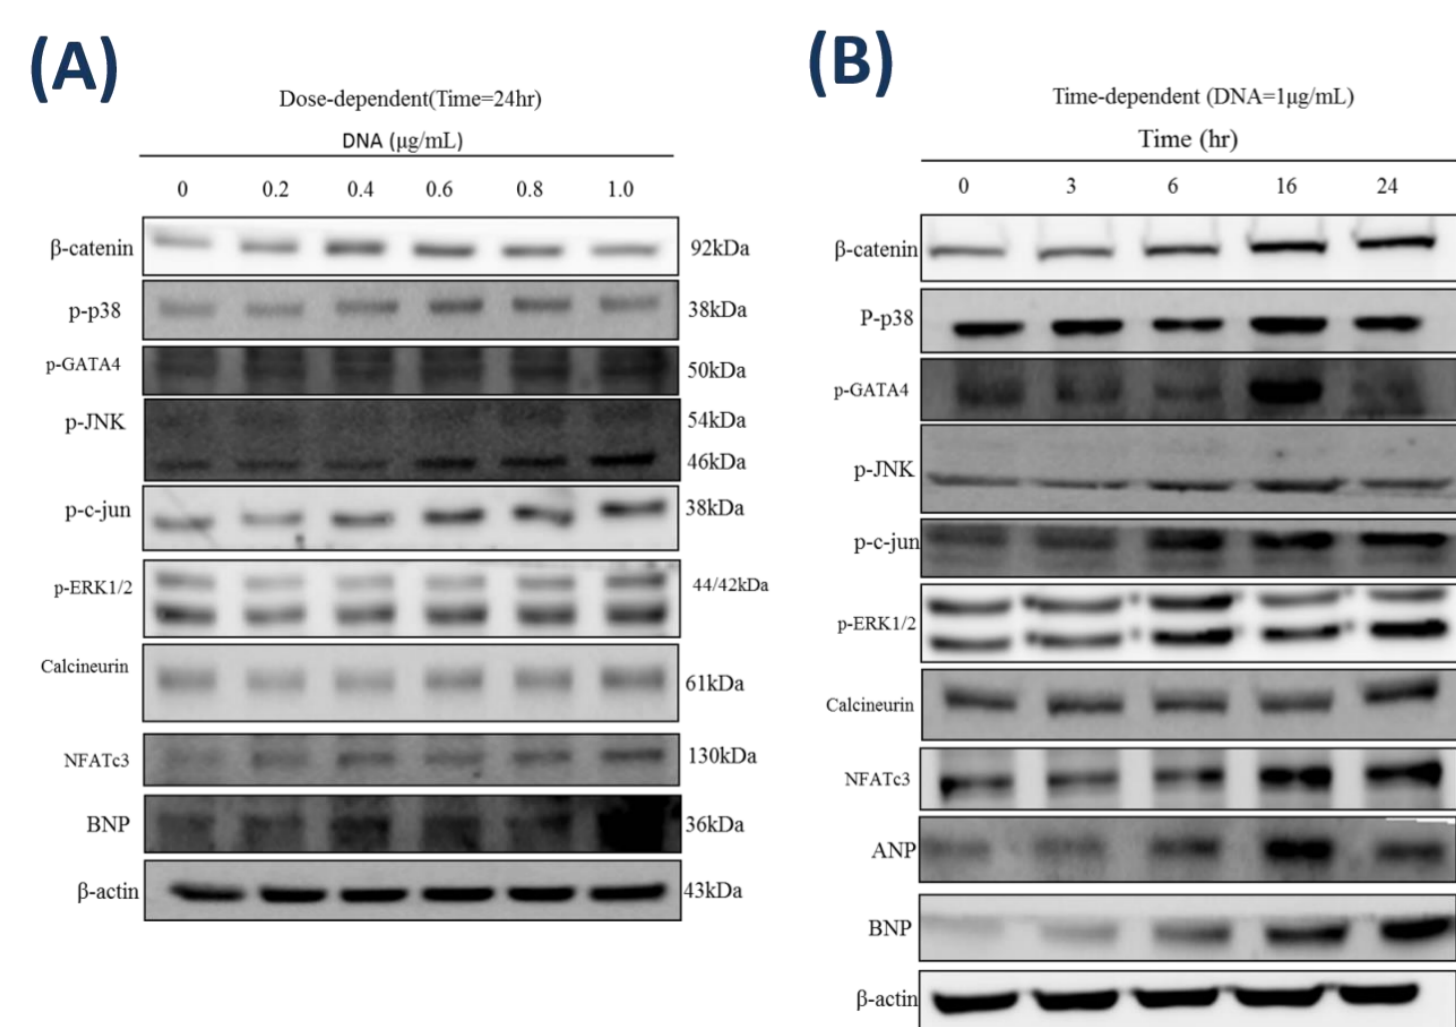 (A)
Dose-dependent(Time=24hr)
DNA (μg/mL)
0 0.2 0.4 0.6 0.8 1.0
β-catenin 92kDa
p-p38 38kDa
p-GATA4 50kDa
p-JNK 54kDa
46kDa
p-c-jun 38kDa
p-ERK1/2 44/42kDa
Calcineurin 61kDa
NFATc3 130kDa
BNP 36kDa
β-actin 43kDa
(B)
Time-dependent (DNA=1μg/mL)
Time (hr)
0 3 6 16 24
β-catenin
P-p38
p-GATA4
p-JNK
p-c-jun
p-ERK1/2
Calcineurin
NFATc3
ANP
BNP
β-actin